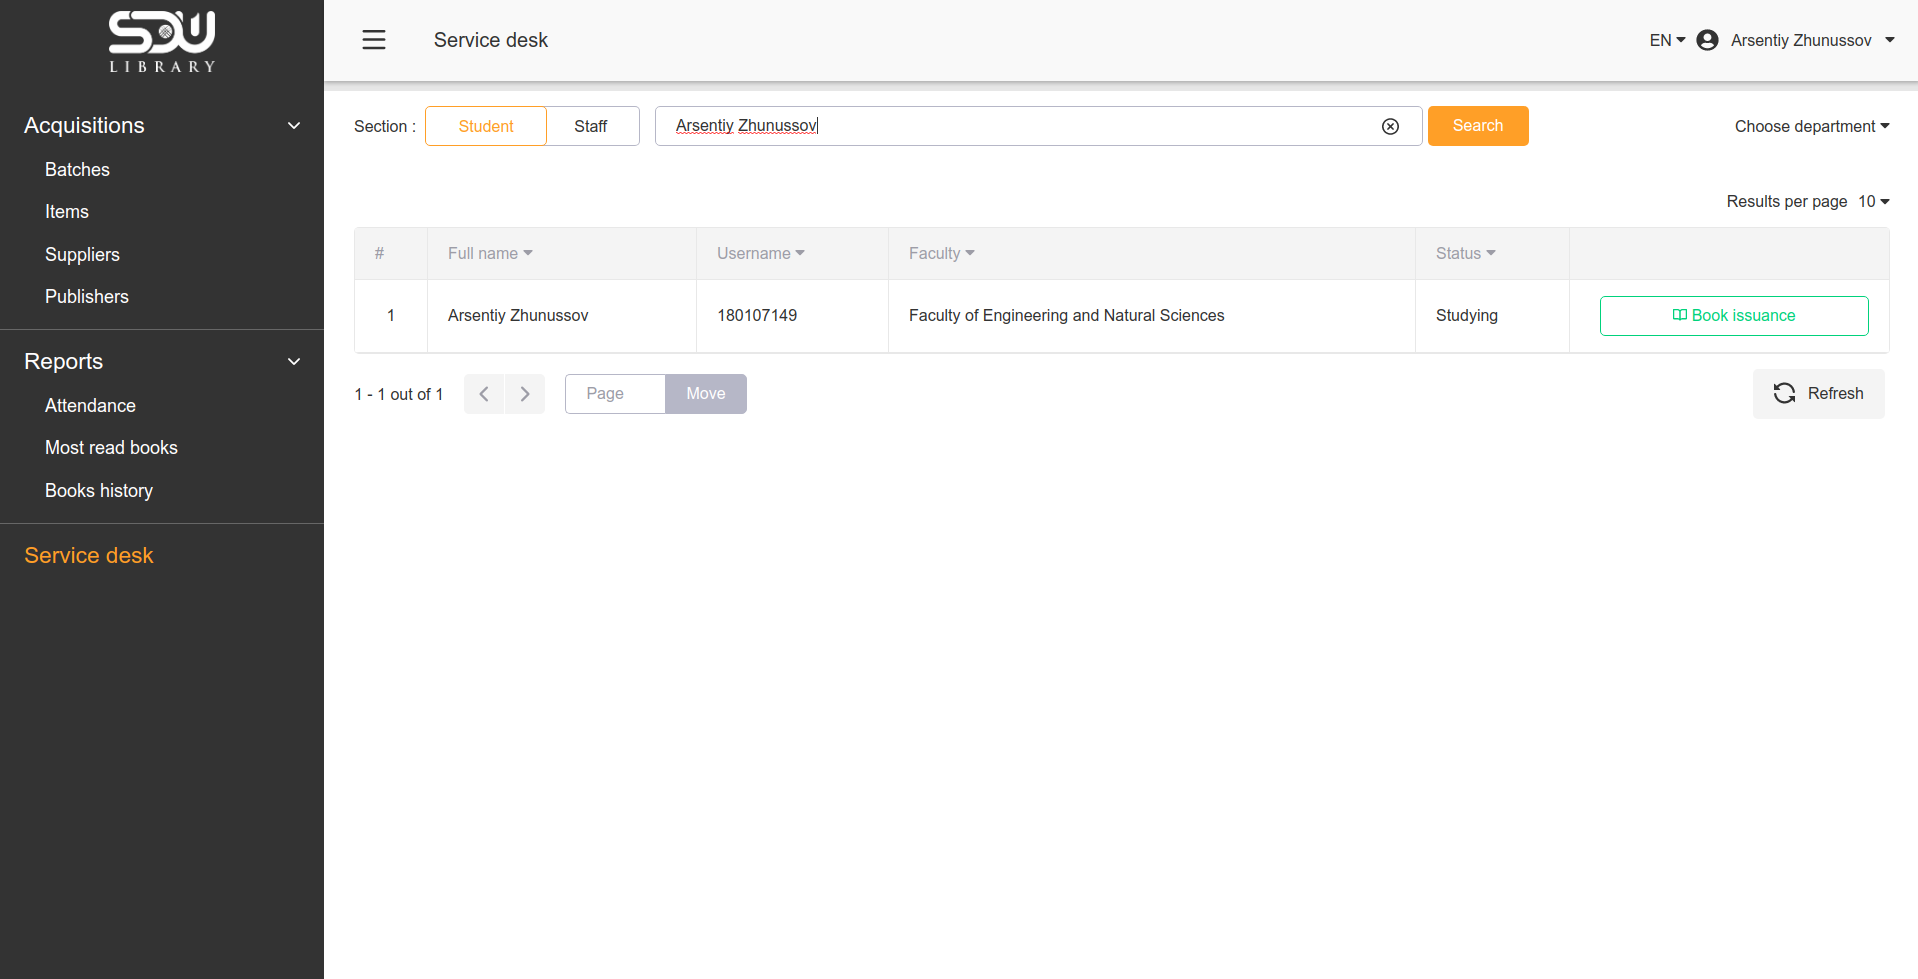 SDU
LIBRARY
Service desk
EN
Arsentiy Zhunussov
Acquisitions
Batches
Items
Suppliers
Publishers
Reports
Attendance
Most read books
Books history
Service desk
Section :
Student
Staff
Arsentiy Zhunussov
Search
Choose department
Results per page 10
# Full name Username Faculty Status
1 Arsentiy Zhunussov 180107149 Faculty of Engineering and Natural Sciences Studying Book issuance
1 - 1 out of 1
Page
Move
Refresh